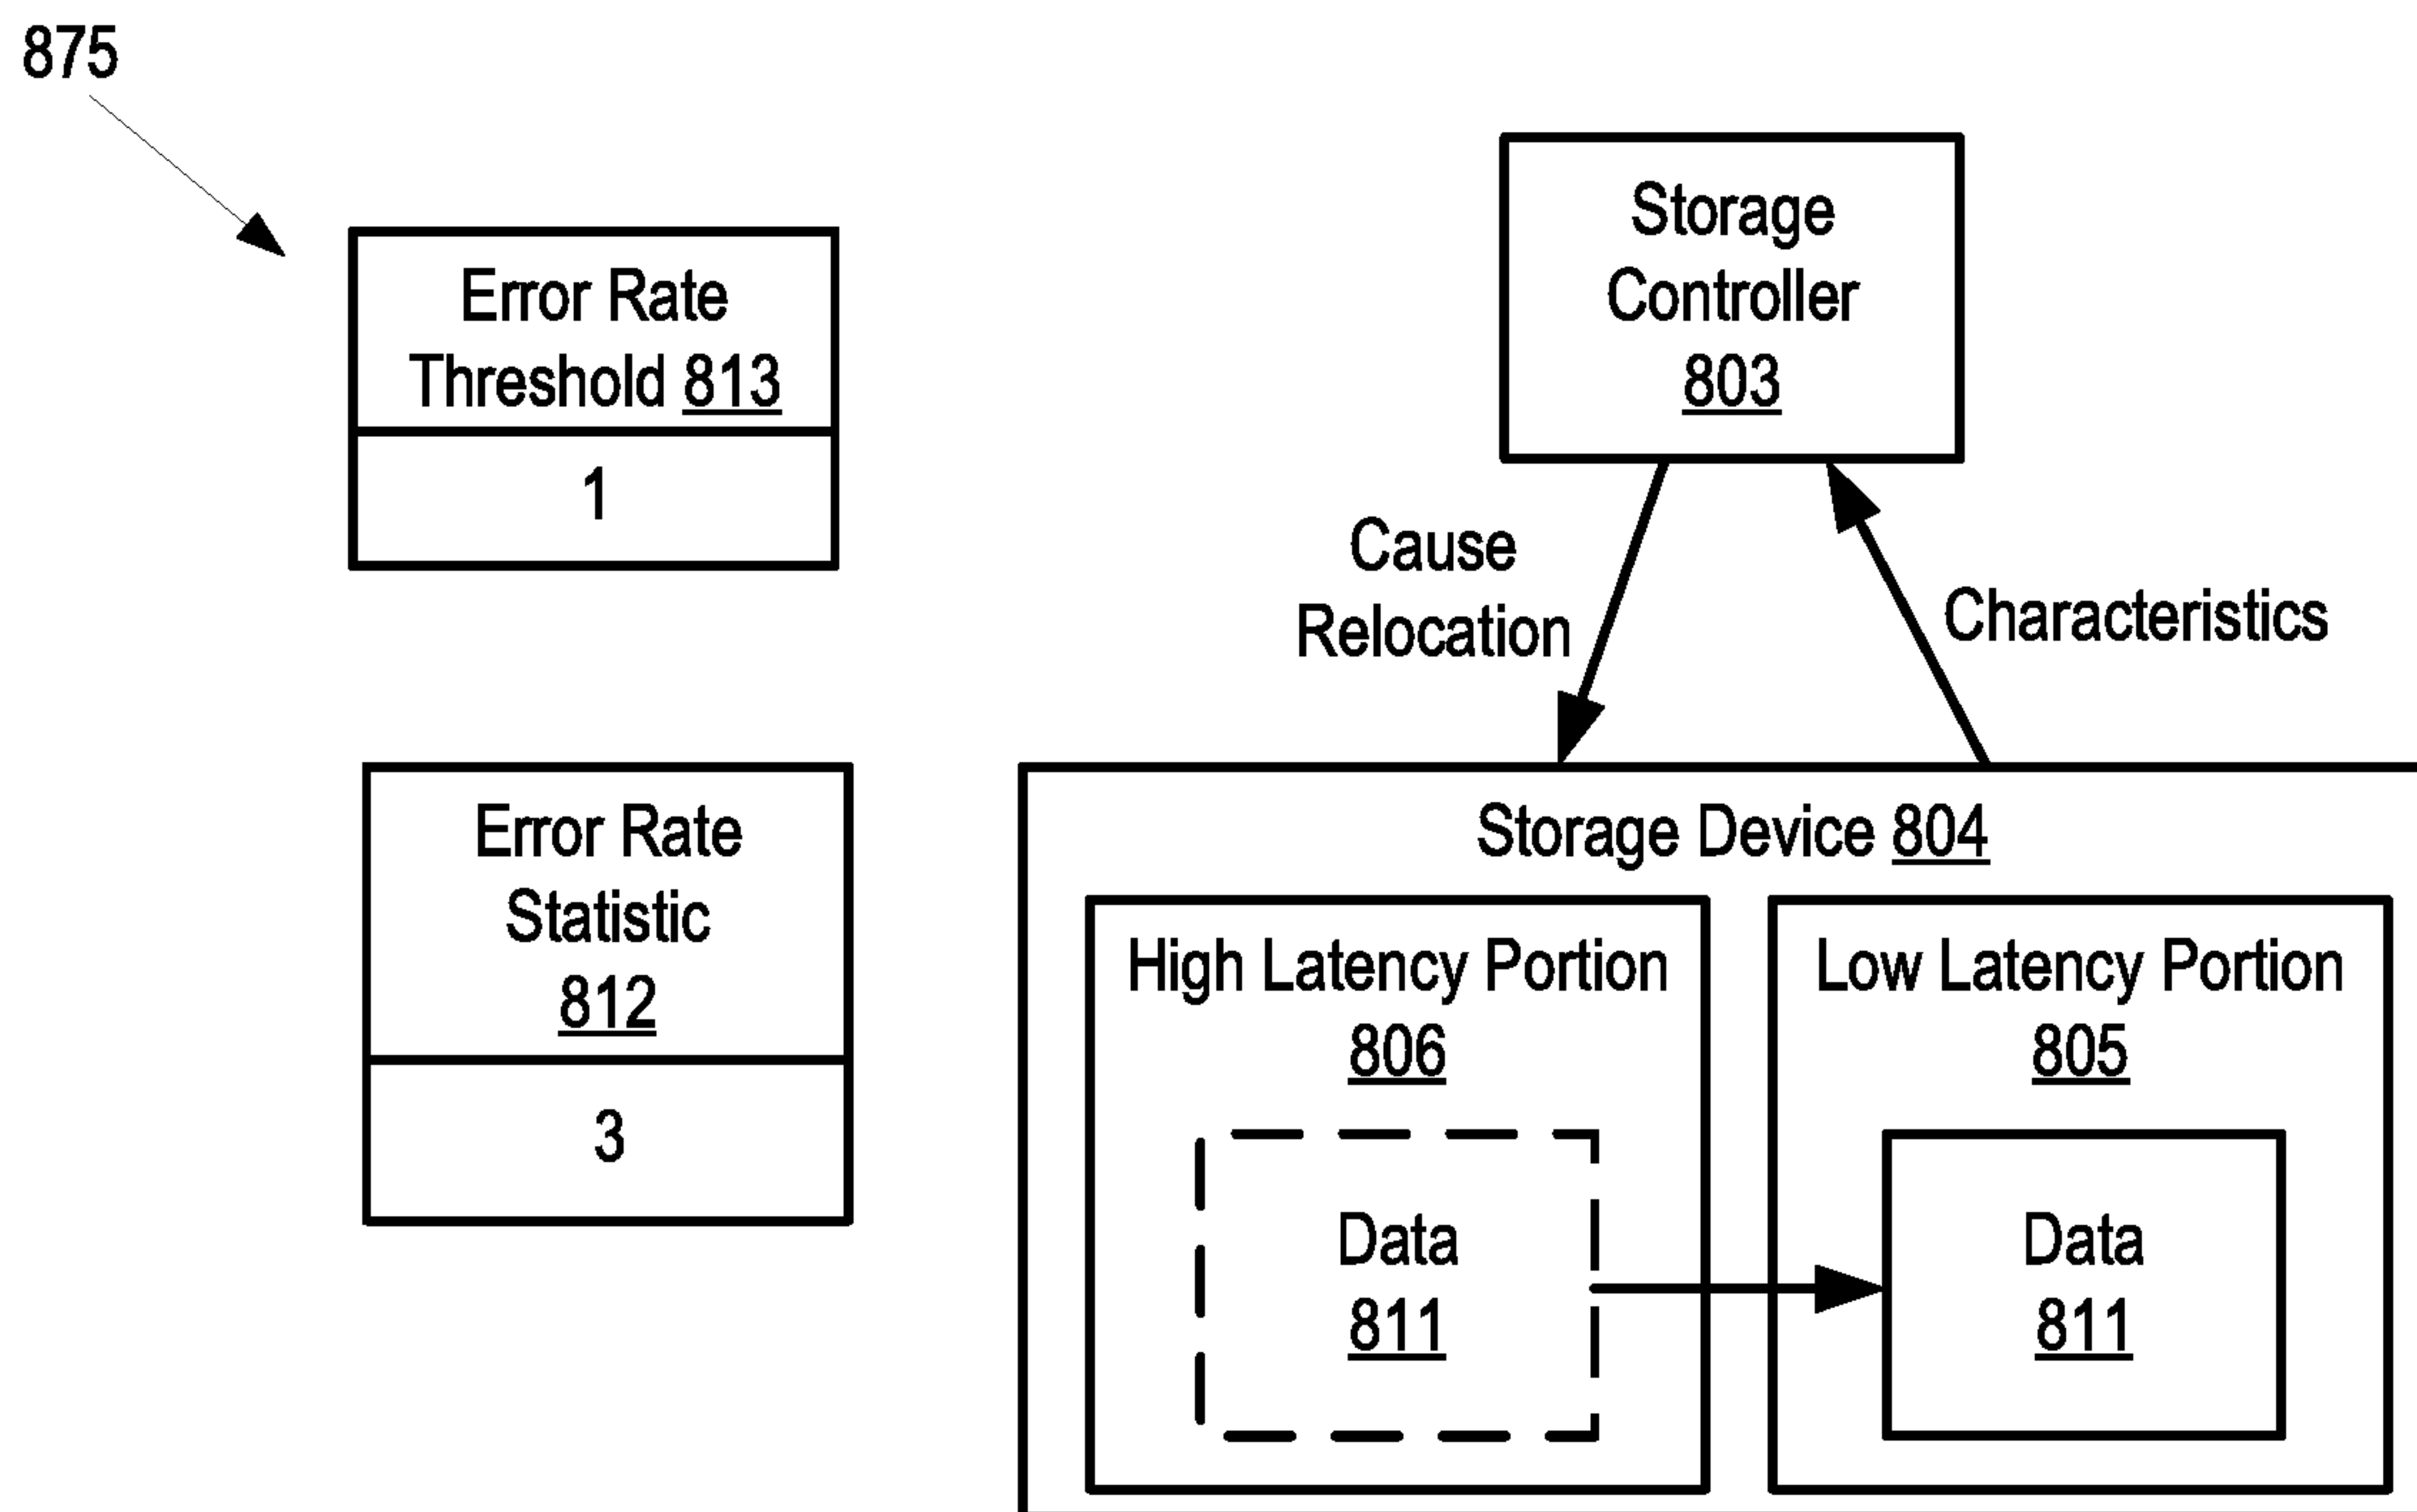 875
Error Rate
Threshold 813
1
Error Rate
Statistic
812
3
Storage
Controller
803
Cause
Relocation
Characteristics
Storage Device 804
High Latency Portion
806
Data
811
Low Latency Portion
805
Data
811